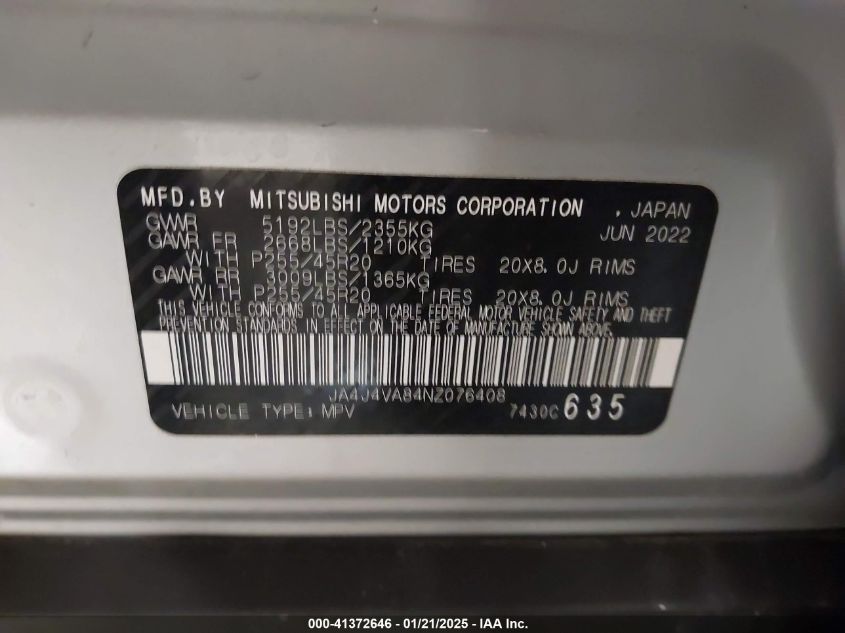 MFD.BY MITSUBISHI MOTORS CORPORATION , JAPAN
GVWR 5192LBS/2355KG JUN 2022
GAWR FR 2668LBS/1210KG
WITH P255/45R20 TIRES 20X8.0J RIMS
GAWR RR 3009LBS/1365KG
WITH P255/45R20 TIRES 20X8.0J RIMS
THIS VEHICLE CONFORMS TO ALL APPLICABLE FEDERAL MOTOR VEHICLE SAFETY AND THEFT
PREVENTION STANDARDS IN EFFECT ON THE DATE OF MANUFACTURE SHOWN ABOVE.
JA4J4VA84NZ076408
VEHICLE TYPE: MPV 7430C 635
000-41372646 - 01/21/2025 - IAA Inc.